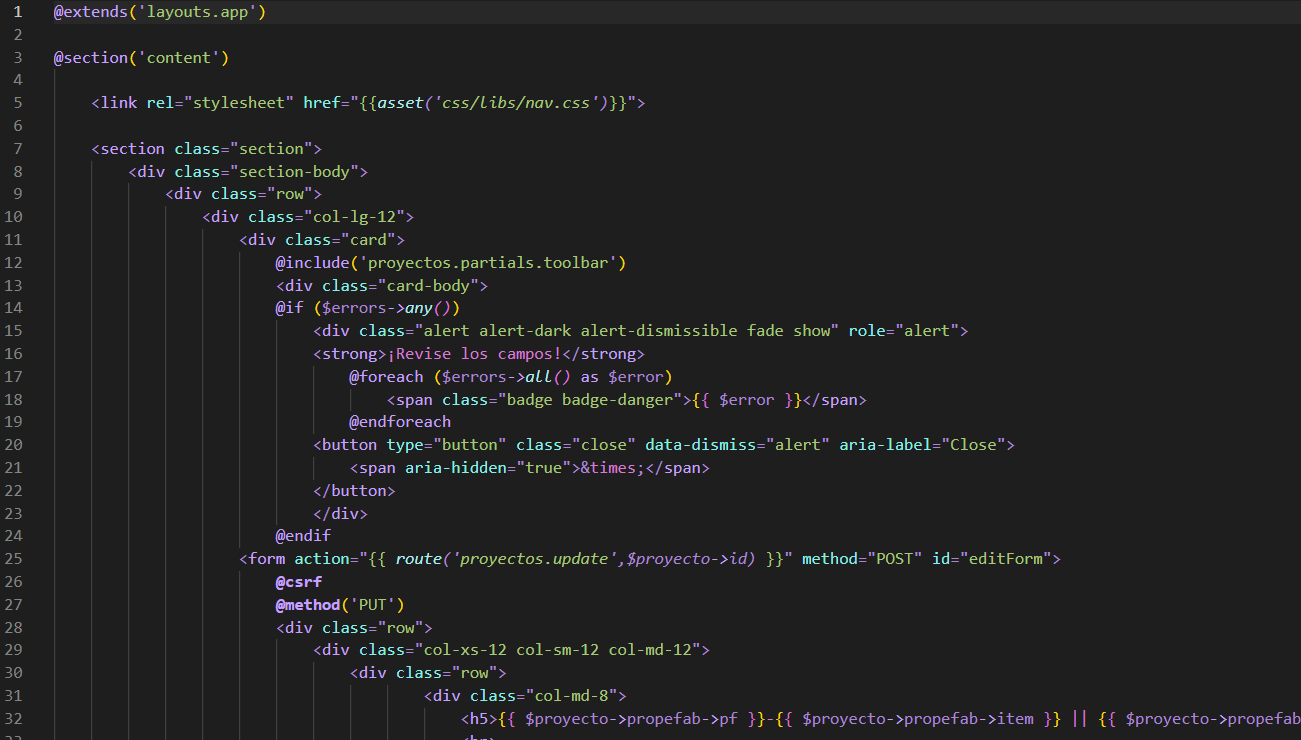 1 @extends('layouts.app')
2
3 @section('content')
4
5 <link rel="stylesheet" href="{{asset('css/libs/nav.css')}}">
6
7 <section class="section">
8 <div class="section-body">
9 <div class="row">
10 <div class="col-lg-12">
11 <div class="card">
12 @include('proyectos.partials.toolbar')
13 <div class="card-body">
14 @if ($errors->any())
15 <div class="alert alert-dark alert-dismissible fade show" role="alert">
16 <strong>¡Revise los campos!</strong>
17 @foreach ($errors->all() as $error)
18 <span class="badge badge-danger">{{ $error }}</span>
19 @endforeach
20 <button type="button" class="close" data-dismiss="alert" aria-label="Close">
21 <span aria-hidden="true">&times;</span>
22 </button>
23 </div>
24 @endif
25 <form action="{{ route('proyectos.update',$proyecto->id) }}" method="POST" id="editForm">
26 @csrf
27 @method('PUT')
28 <div class="row">
29 <div class="col-xs-12 col-sm-12 col-md-12">
30 <div class="row">
31 <div class="col-md-8">
32 <h5>{{ $proyecto->propefab->pf }}-{{ $proyecto->propefab->item }} || {{ $proyecto->propefab